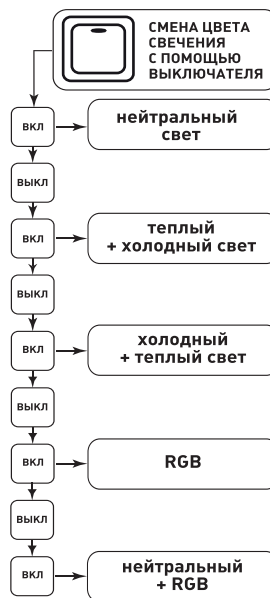 СМЕНА ЦВЕТА
СВЕЧЕНИЯ
С ПОМОЩЬЮ
ВЫКЛЮЧАТЕЛЯ
ВКЛ
нейтральный
свет
ВЫКЛ
ВКЛ
теплый
+ холодный свет
ВЫКЛ
ВКЛ
холодный
+ теплый свет
ВЫКЛ
ВКЛ
RGB
ВЫКЛ
ВКЛ
нейтральный
+ RGB